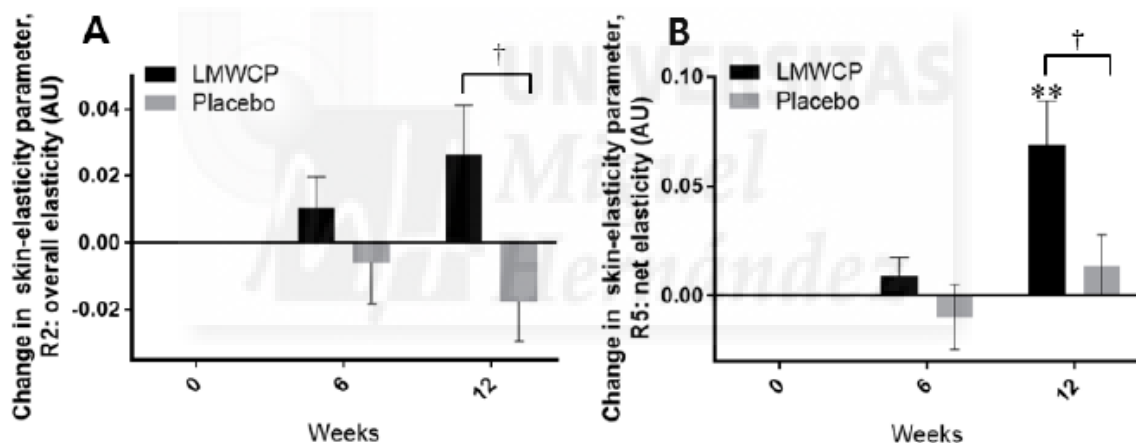 A
Change in skin-elasticity parameter,
R2: overall elasticity (AU)
LMWCP
Placebo
†
0.04
0.02
0.00
-0.02
0
6
12
Weeks
B
Change in skin-elasticity parameter,
R5: net elasticity (AU)
LMWCP
Placebo
†
**
0.10
0.05
0.00
0
6
12
Weeks
UNIVERSITAS
Miguel
Hernández